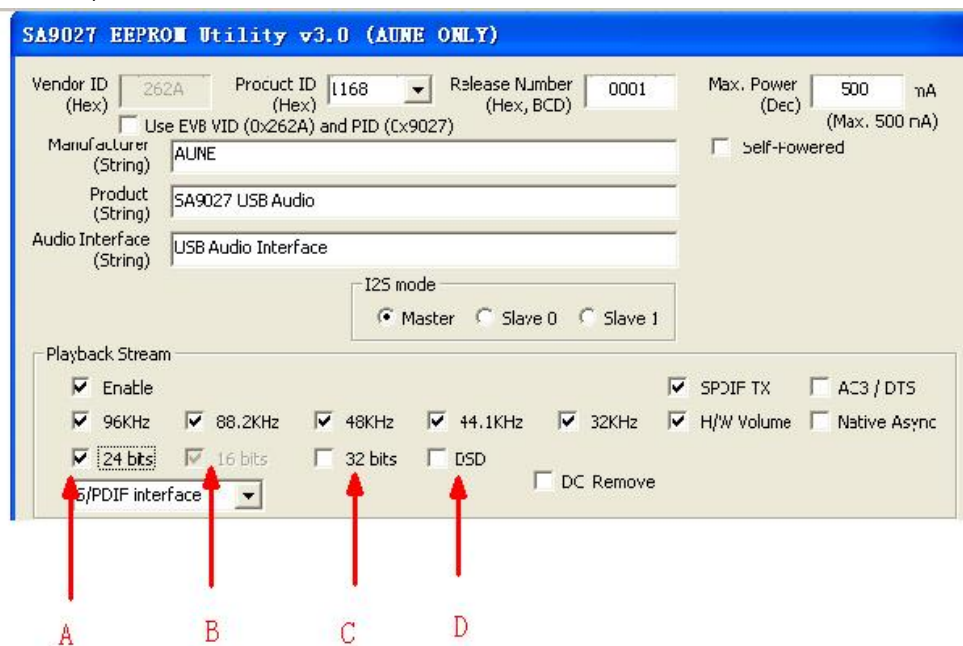 SA9027 EEPROM Utility v3.0 (AUNE ONLY)
Vendor ID 262A Product ID 1168 Release Number 0001 Max. Power 500 mA
(Hex) (Hex) (Hex, BCD) (Dec) (Max. 500 mA)
Use EVB VID (0x262A) and PID (0x9027)
Manufacturer (String) AUNE Self-Powered
Product (String) SA9027 USB Audio
Audio Interface (String) USB Audio Interface
I2S mode
Master Slave 0 Slave 1
Playback Stream
Enable SPDIF TX AC3 / DTS
96KHz 88.2KHz 48KHz 44.1KHz 32KHz H/W Volume Native Async
24 bits 16 bits 32 bits DSD
S/PDIF interface DC Remove
A B C D